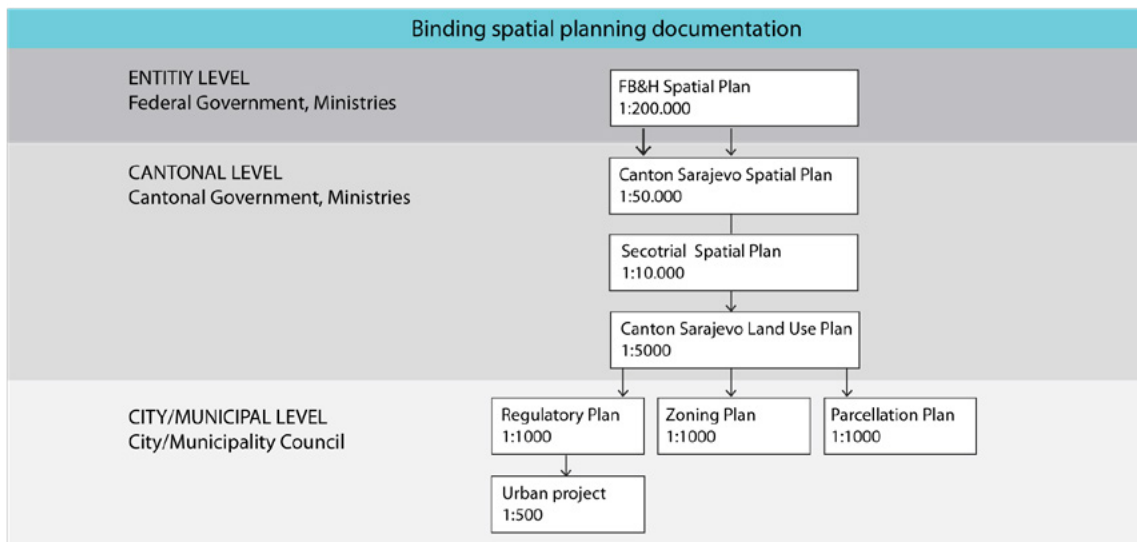 Binding spatial planning documentation
ENTITIY LEVEL
Federal Government, Ministries
FB&H Spatial Plan
1:200.000
CANTONAL LEVEL
Cantonal Government, Ministries
Canton Sarajevo Spatial Plan
1:50.000
Secotrial Spatial Plan
1:10.000
Canton Sarajevo Land Use Plan
1:5000
CITY/MUNICIPAL LEVEL
City/Municipality Council
Regulatory Plan
1:1000
Zoning Plan
1:1000
Parcellation Plan
1:1000
Urban project
1:500